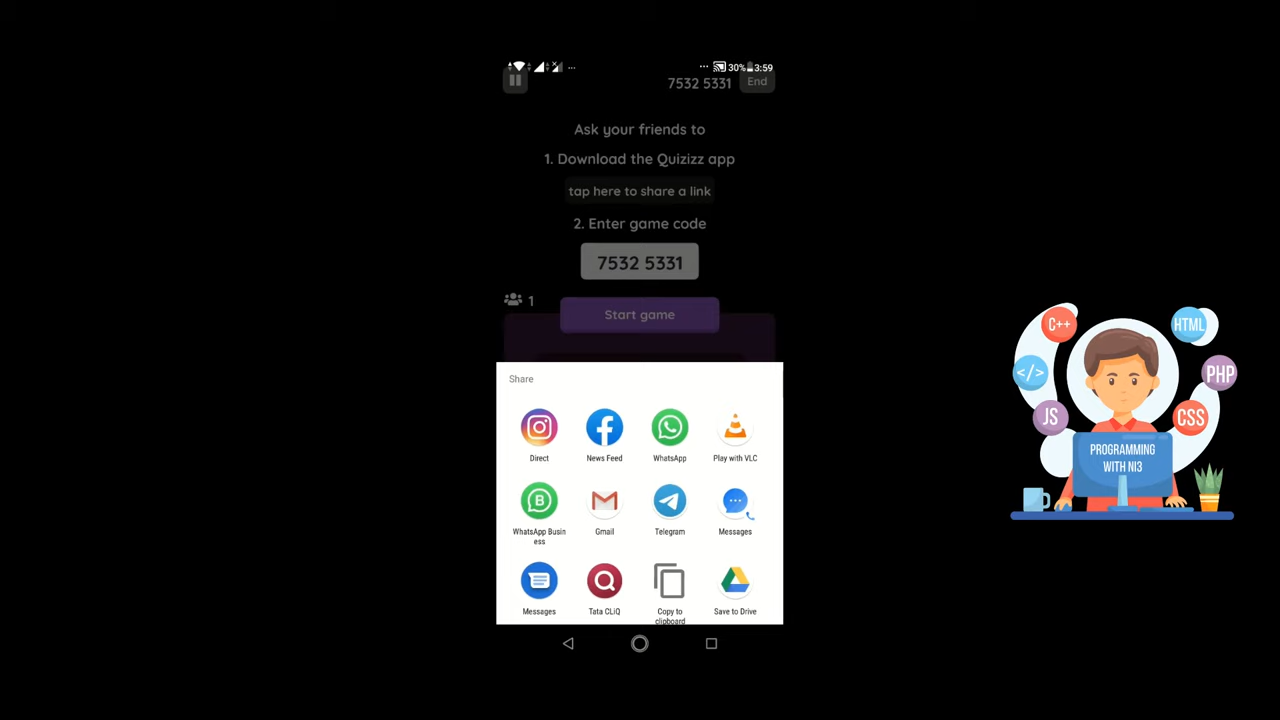 30% 3:59
7532 5331 End
Ask your friends to
1. Download the Quizizz app
tap here to share a link
2. Enter game code
7532 5331
1
Start game
Share
Direct
News Feed
WhatsApp
Play with VLC
WhatsApp Busin
ess
Gmail
Telegram
Messages
Messages
Tata CLiQ
Copy to
clipboard
Save to Drive
C++
HTML
</>
PHP
JS
CSS
PROGRAMMING
WITH NI3